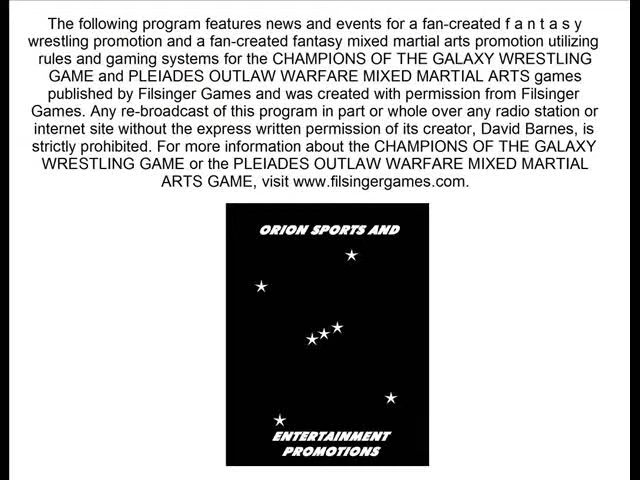 The following program features news and events for a fan-created f a n t a s y
wrestling promotion and a fan-created fantasy mixed martial arts promotion utilizing
rules and gaming systems for the CHAMPIONS OF THE GALAXY WRESTLING
GAME and PLEIADES OUTLAW WARFARE MIXED MARTIAL ARTS games
published by Filsinger Games and was created with permission from Filsinger
Games. Any re-broadcast of this program in part or whole over any radio station or
internet site without the express written permission of its creator, David Barnes, is
strictly prohibited. For more information about the CHAMPIONS OF THE GALAXY
WRESTLING GAME or the PLEIADES OUTLAW WARFARE MIXED MARTIAL
ARTS GAME, visit www.filsingergames.com.
ORION SPORTS AND
ENTERTAINMENT
PROMOTIONS